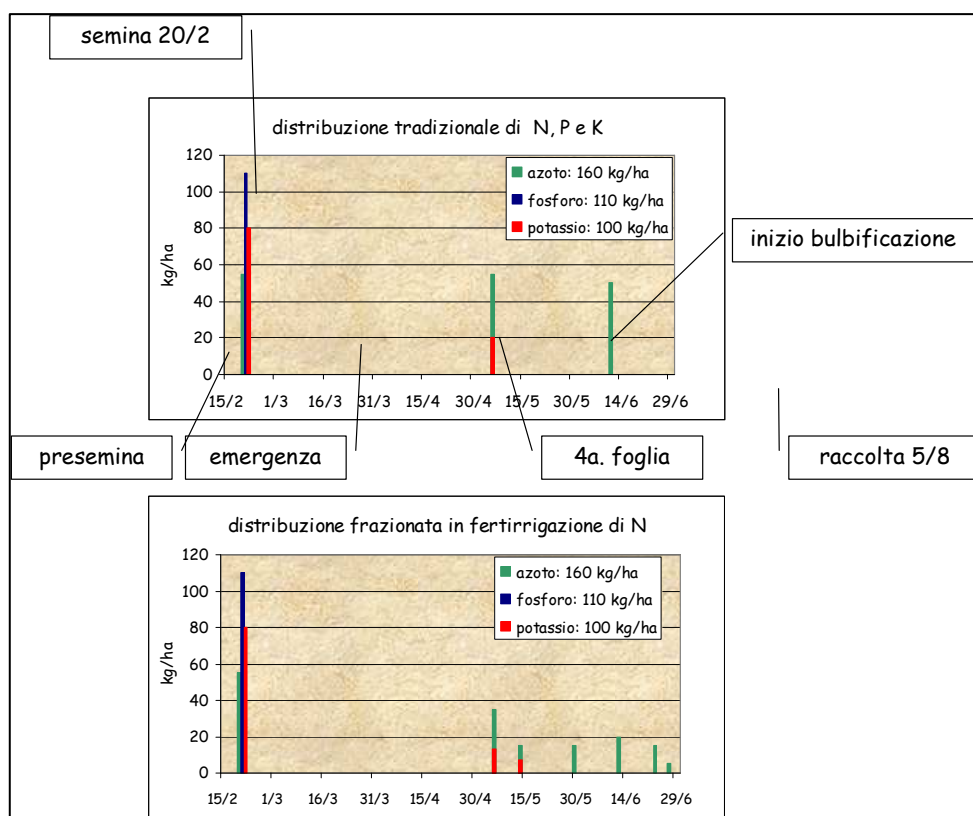 semina 20/2
distribuzione tradizionale di N, P e K
120
100
80
60
40
20
0
kg/ha
azoto: 160 kg/ha
fosforo: 110 kg/ha
potassio: 100 kg/ha
inizio bulbificazione
15/2 1/3 16/3 31/3 15/4 30/4 15/5 30/5 14/6 29/6
presemina emergenza 4a. foglia raccolta 5/8
distribuzione frazionata in fertirrigazione di N
120
100
80
60
40
20
0
kg/ha
azoto: 160 kg/ha
fosforo: 110 kg/ha
potassio: 100 kg/ha
15/2 1/3 16/3 31/3 15/4 30/4 15/5 30/5 14/6 29/6